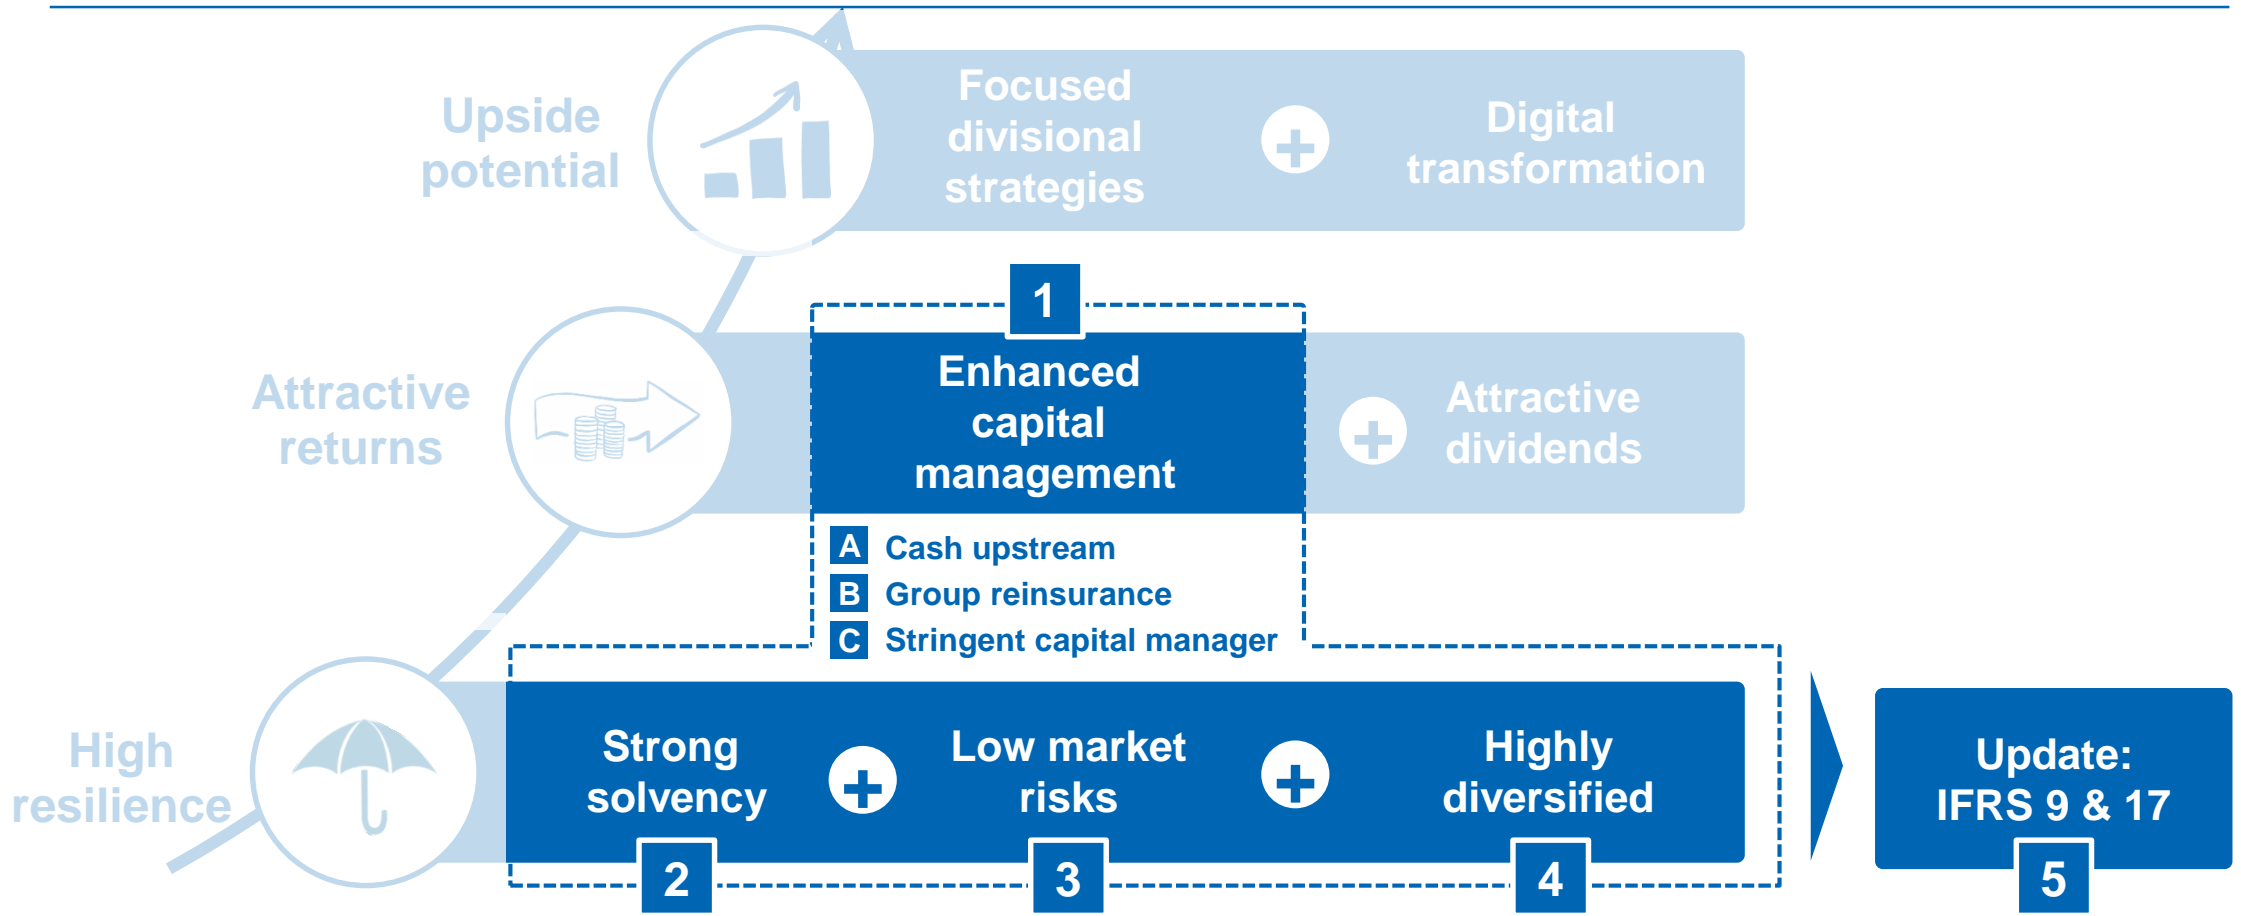 Upside
potential
Focused
divisional
strategies
+
Digital
transformation
1
Attractive
returns
Enhanced
capital
management
+
Attractive
dividends
A Cash upstream
B Group reinsurance
C Stringent capital manager
High
resilience
Strong
solvency
+
Low market
risks
+
Highly
diversified
Update:
IFRS 9 & 17
2
3
4
5